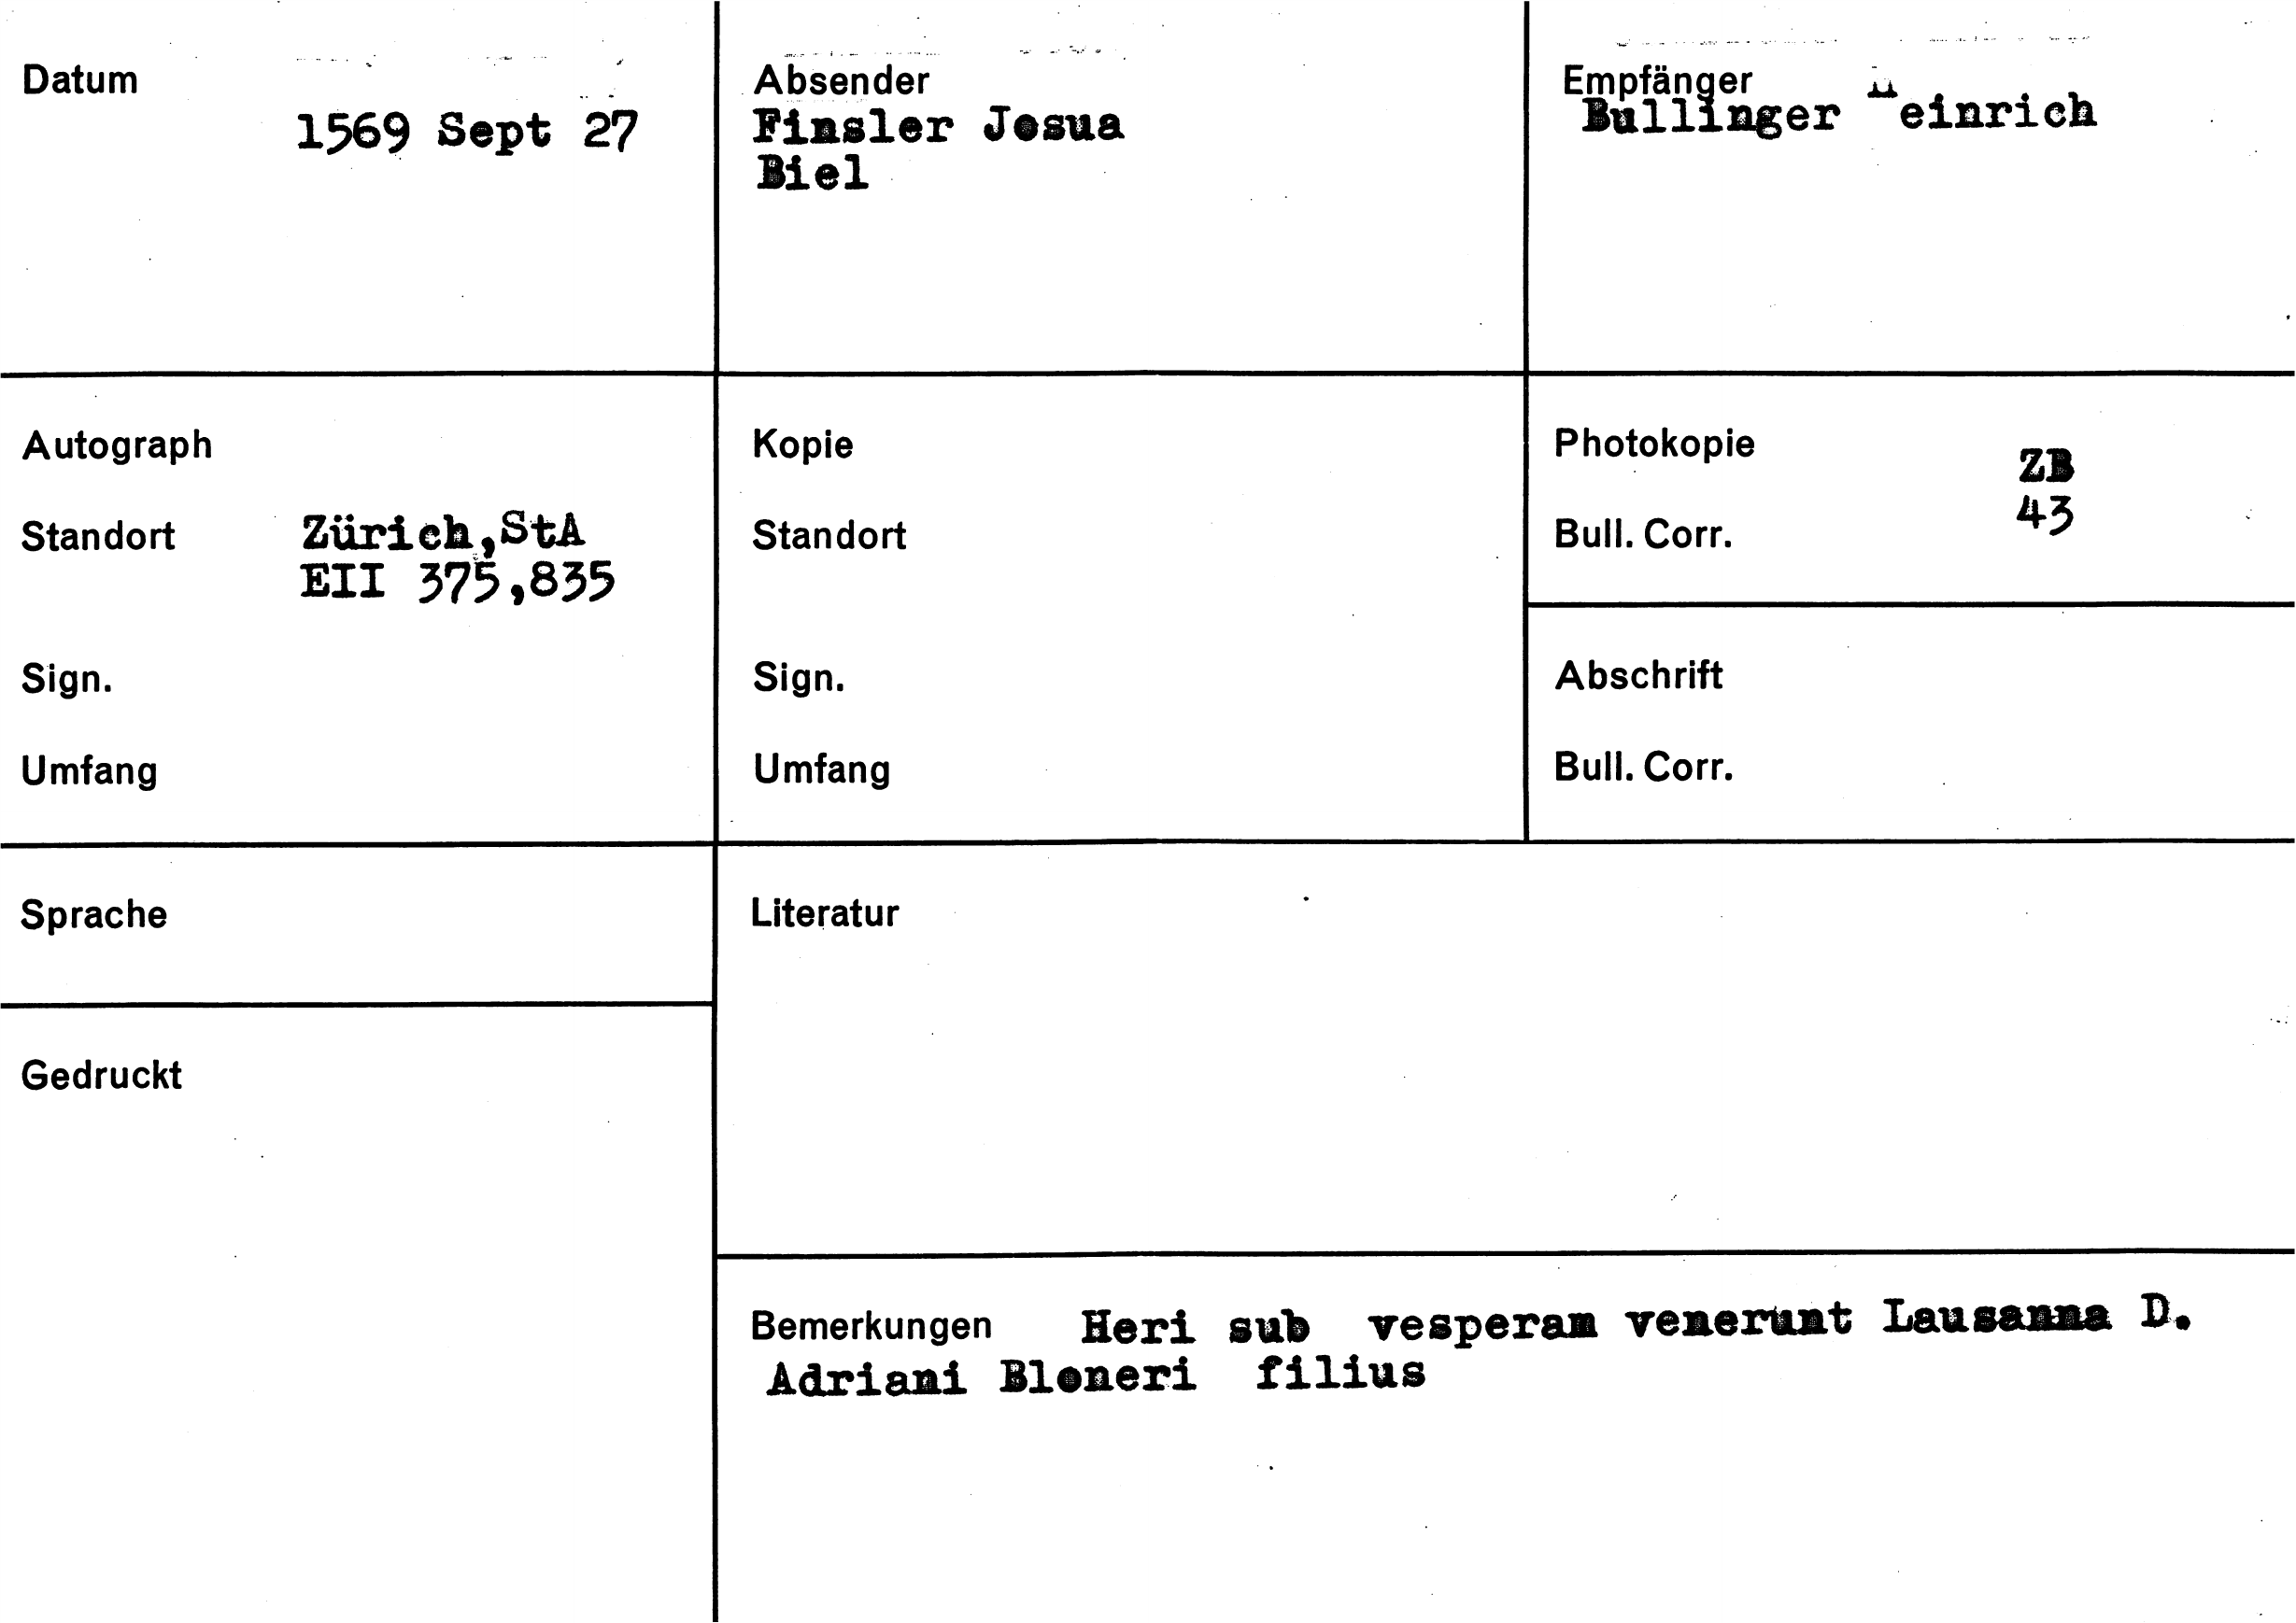 Datum
1569 Sept 27
Absender
Finsler Josua
Biel
Empfänger
Bullinger Heinrich
Autograph
Standort Zürich,StA
EII 375,835
Sign.
Umfang
Kopie
Standort
Sign.
Umfang
Photokopie ZB
Bull. Corr. 43
Abschrift
Bull. Corr.
Sprache
Gedruckt
Literatur
Bemerkungen Heri sub vesperam venerunt Lausanna D.
Adriani Bloneri filius